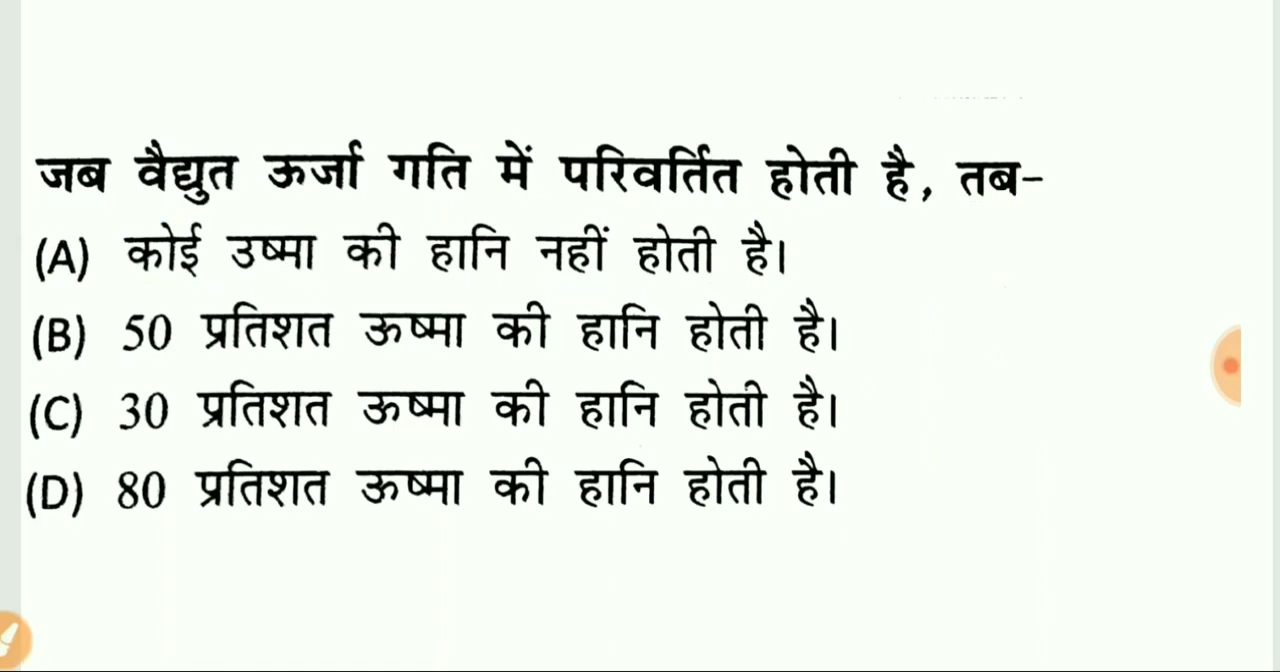 जब वैद्युत ऊर्जा गति में परिवर्तित होती है, तब-
(A) कोई उष्मा की हानि नहीं होती है।
(B) 50 प्रतिशत ऊष्मा की हानि होती है।
(C) 30 प्रतिशत ऊष्मा की हानि होती है।
(D) 80 प्रतिशत ऊष्मा की हानि होती है।